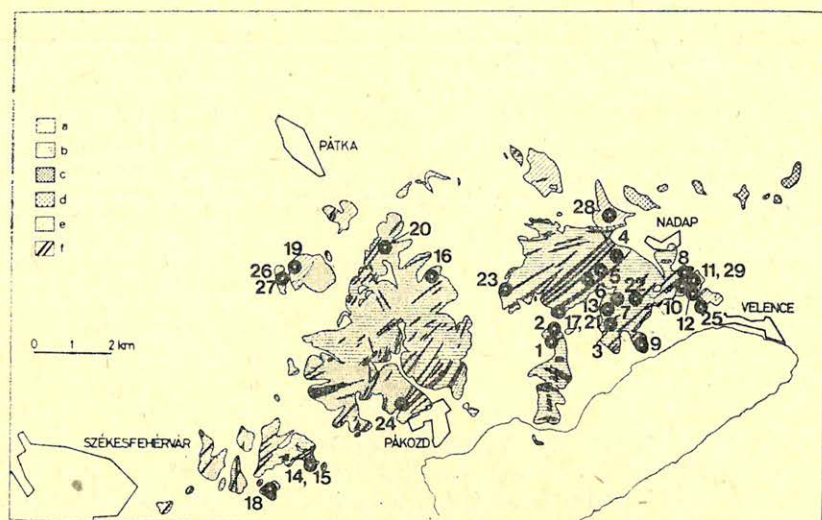 a
b
c
d
e
f
PÁTKA
28
NADAP
20
4
19
26
27
16
23
5
6
22
8
11, 29
10
12
25
VELENCE
13
7
2
17, 21
1
3
9
0 1 2 km
24
PÁKOZD
SZÉKESFEHÉRVÁR
14, 15
18